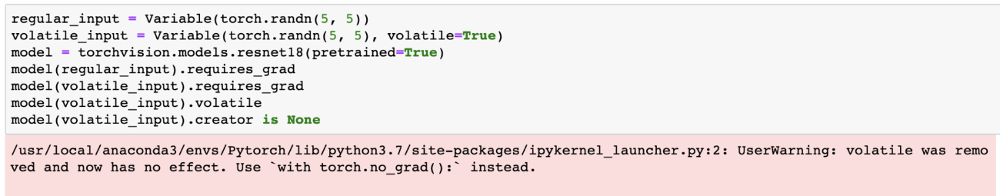 regular_input = Variable(torch.randn(5, 5))
volatile_input = Variable(torch.randn(5, 5), volatile=True)
model = torchvision.models.resnet18(pretrained=True)
model(regular_input).requires_grad
model(volatile_input).requires_grad
model(volatile_input).volatile
model(volatile_input).creator is None
/usr/local/anaconda3/envs/Pytorch/lib/python3.7/site-packages/ipykernel_launcher.py:2: UserWarning: volatile was remo
ved and now has no effect. Use `with torch.no_grad():` instead.